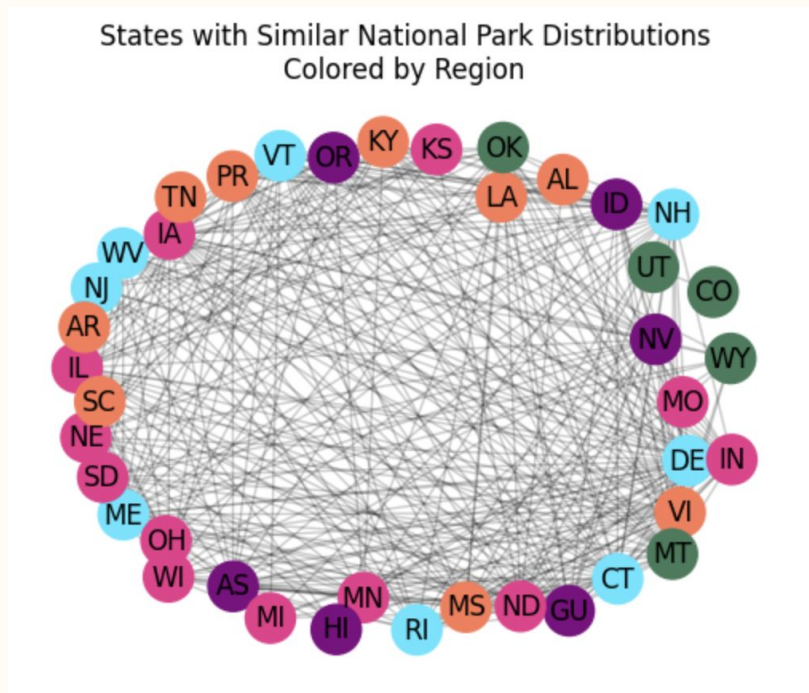 States with Similar National Park Distributions
Colored by Region
KY
KS
OK
VT
OR
PR
AL
TN
LA
ID
NH
IA
WV
UT
NJ
CO
AR
NV
WY
IL
SC
MO
NE
DE
IN
SD
ME
VI
OH
MT
WI
CT
AS
MN
MS
ND
GU
MI
HI
RI